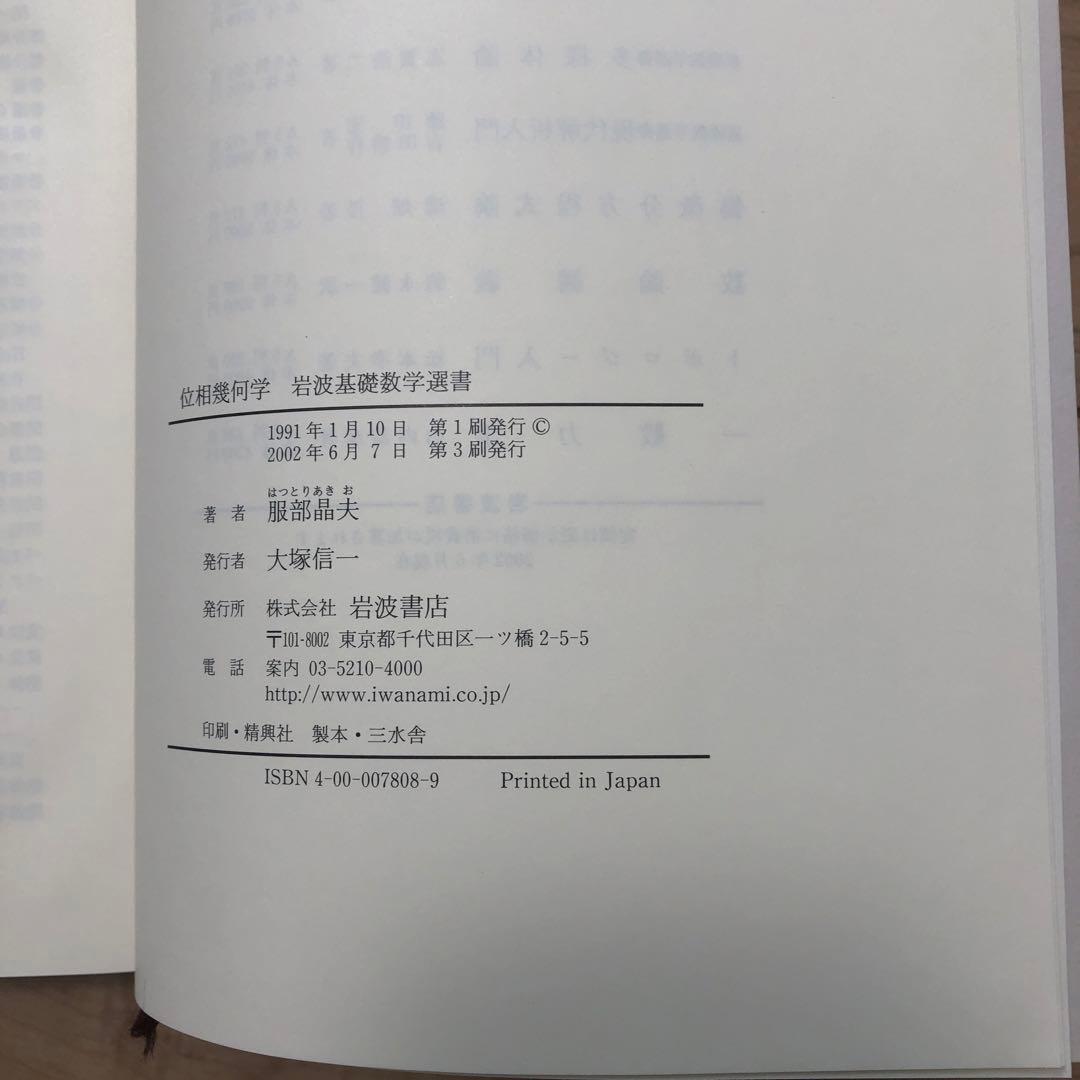 位相幾何学 岩波基礎数学選書
1991年1月10日 第1刷発行 ©
2002年6月7日 第3刷発行
はっとりあき お
著者 服部晶夫
発行者 大塚信一
発行所 株式会社 岩波書店
〒101-8002 東京都千代田区一ツ橋2-5-5
電話 案内 03-5210-4000
http://www.iwanami.co.jp/
印刷・精興社 製本・三水舎
ISBN 4-00-007808-9 Printed in Japan